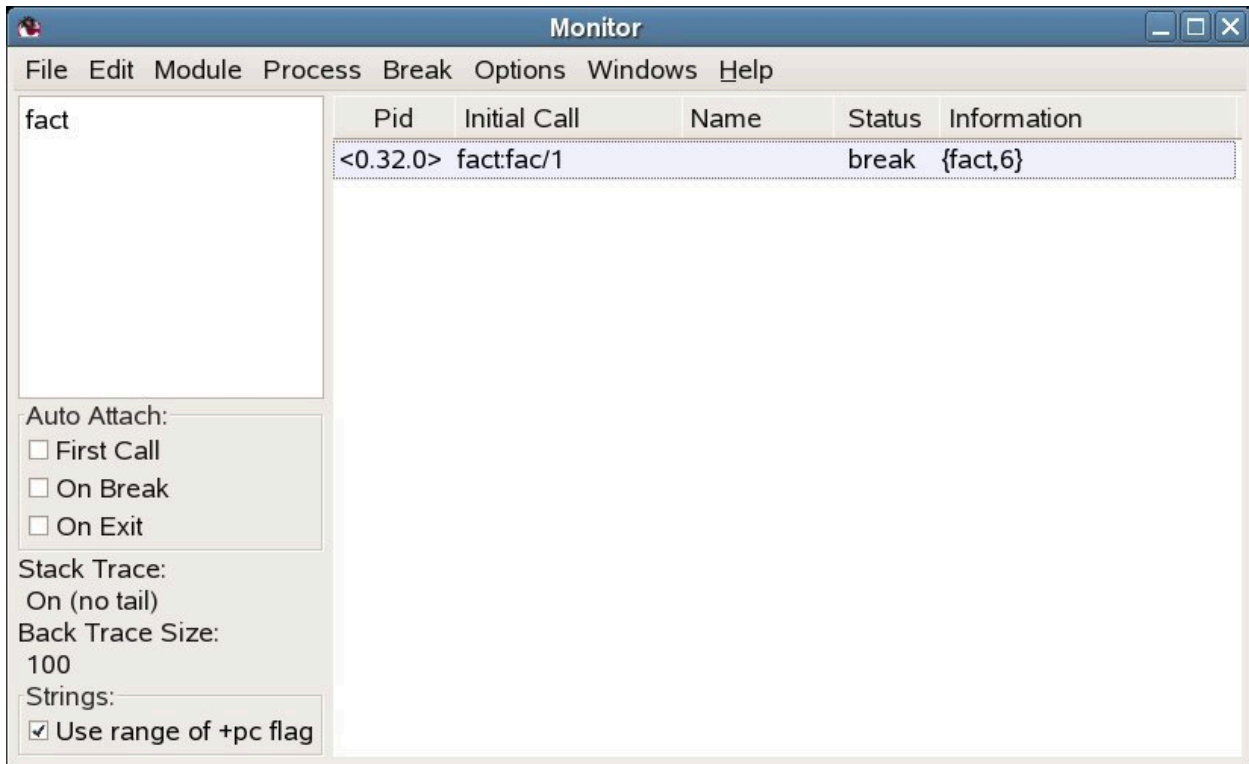 Monitor
File Edit Module Process Break Options Windows Help
fact
Pid Initial Call Name Status Information
<0.32.0> fact:fac/1 break {fact,6}
Auto Attach:
First Call
On Break
On Exit
Stack Trace:
On (no tail)
Back Trace Size:
100
Strings:
Use range of +pc flag